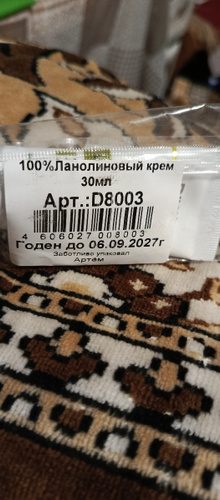 100%Ланолиновый крем
30мл
Арт.:D8003
4 606027 008003
Годен до 06.09.2027г
Заботливо упаковал
Артём